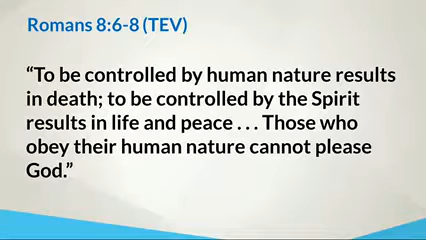 Romans 8:6-8 (TEV)
“To be controlled by human nature results
in death; to be controlled by the Spirit
results in life and peace . . . Those who
obey their human nature cannot please
God.”